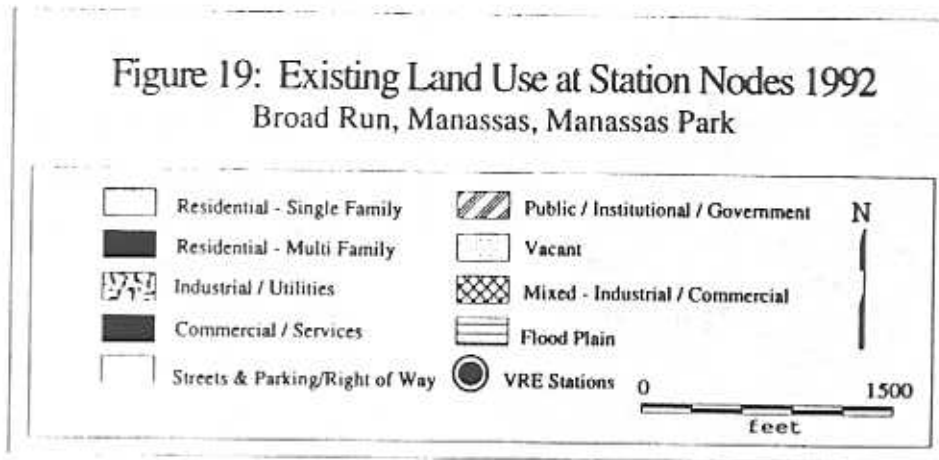 Figure 19: Existing Land Use at Station Nodes 1992
Broad Run, Manassas, Manassas Park
Residential - Single Family
Residential - Multi Family
Industrial / Utilities
Commercial / Services
Streets & Parking/Right of Way
Public / Institutional / Government
Vacant
Mixed - Industrial / Commercial
Flood Plain
VRE Stations
N
0 1500
feet